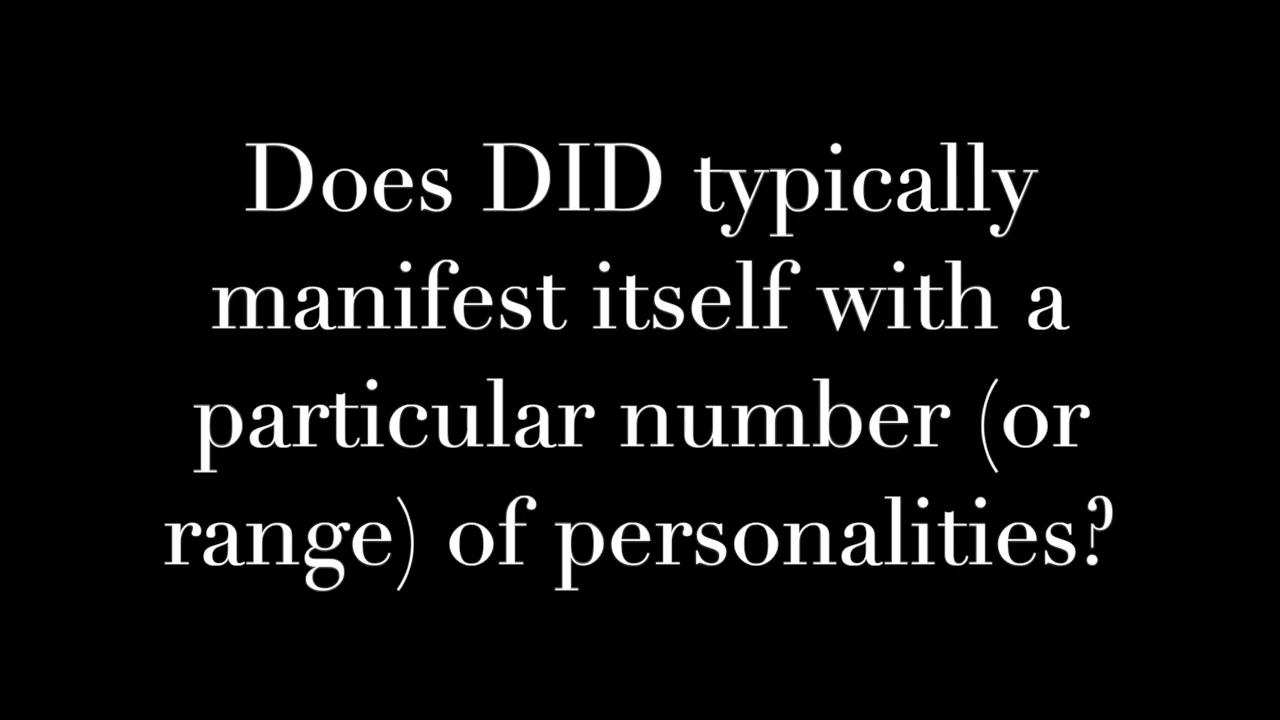 Does DID typically
manifest itself with a
particular number (or
range) of personalities?